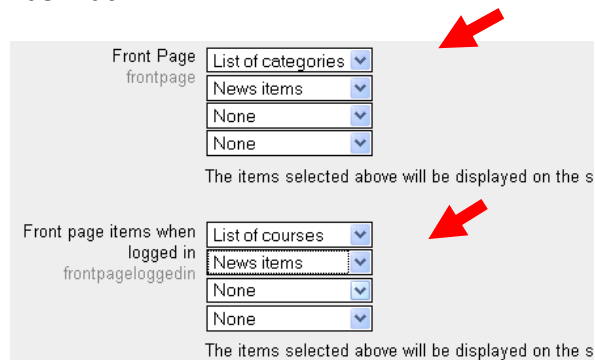 Front Page List of categories
frontpage News items
None
None
The items selected above will be displayed on the s
Front page items when List of courses
logged in News items
frontpageloggedin None
None
The items selected above will be displayed on the s